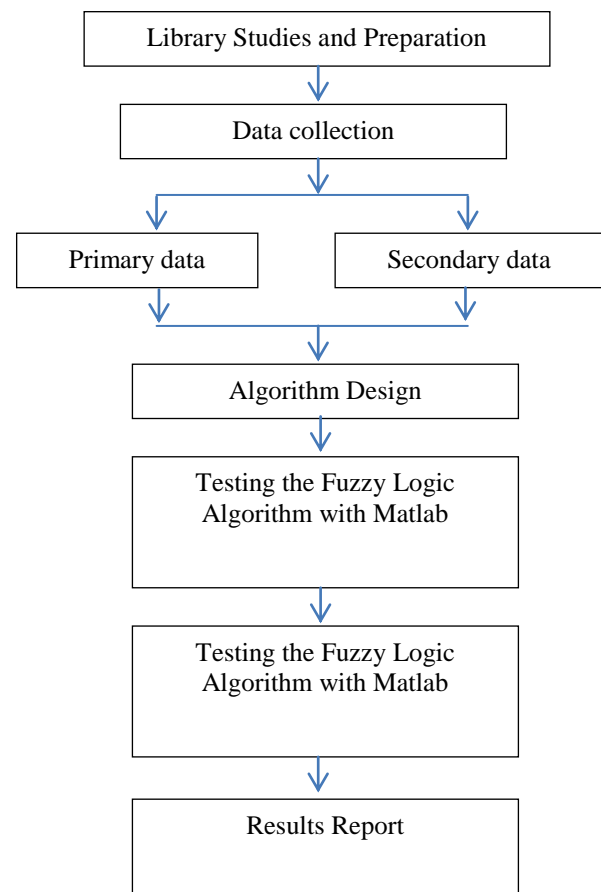 Library Studies and Preparation
Data collection
Primary data
Secondary data
Algorithm Design
Testing the Fuzzy Logic
Algorithm with Matlab
Testing the Fuzzy Logic
Algorithm with Matlab
Results Report